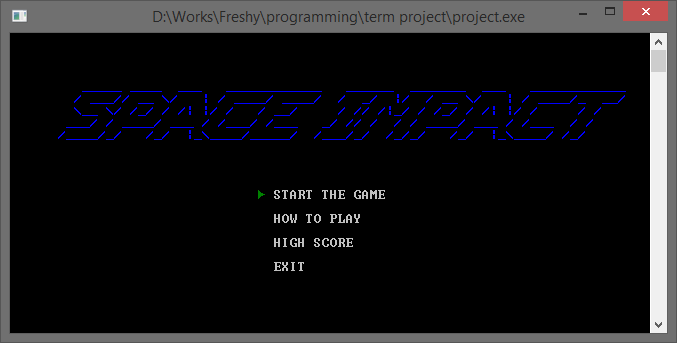 D:\Works\Freshy\programming\term project\project.exe
SPACE IMPACT
START THE GAME
HOW TO PLAY
HIGH SCORE
EXIT